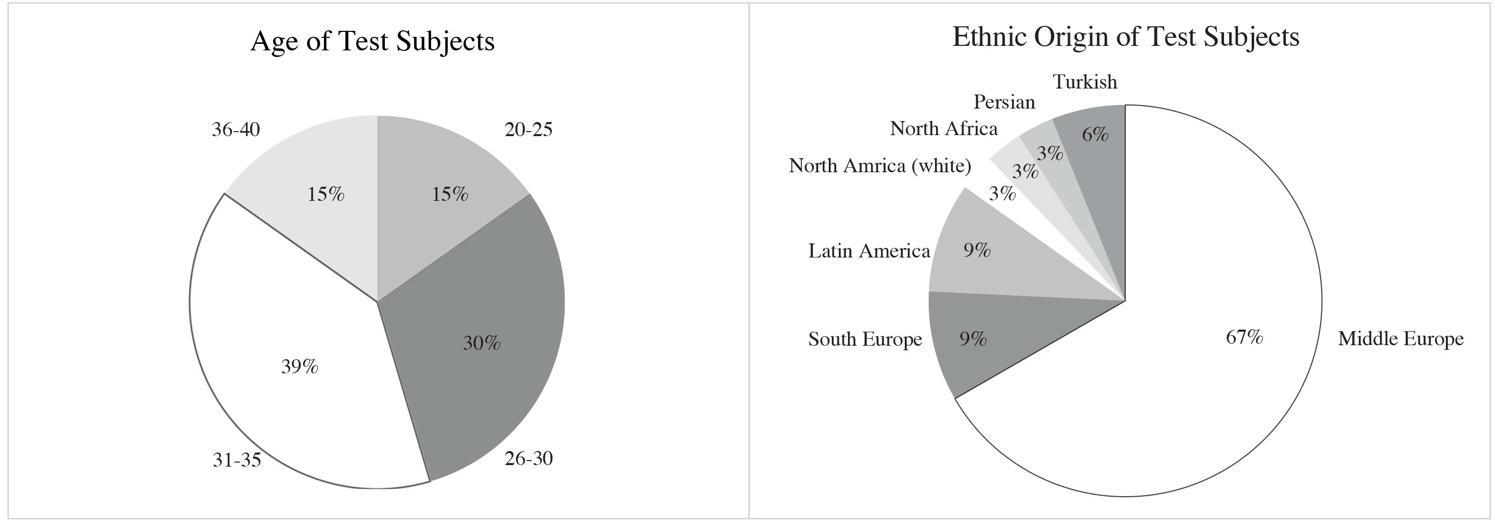 Age of Test Subjects
36-40
20-25
15%
15%
30%
39%
31-35
26-30
Ethnic Origin of Test Subjects
Turkish
Persian
North Africa
6%
3%
North Amrica (white)
3%
3%
Latin America
9%
South Europe
9%
67%
Middle Europe